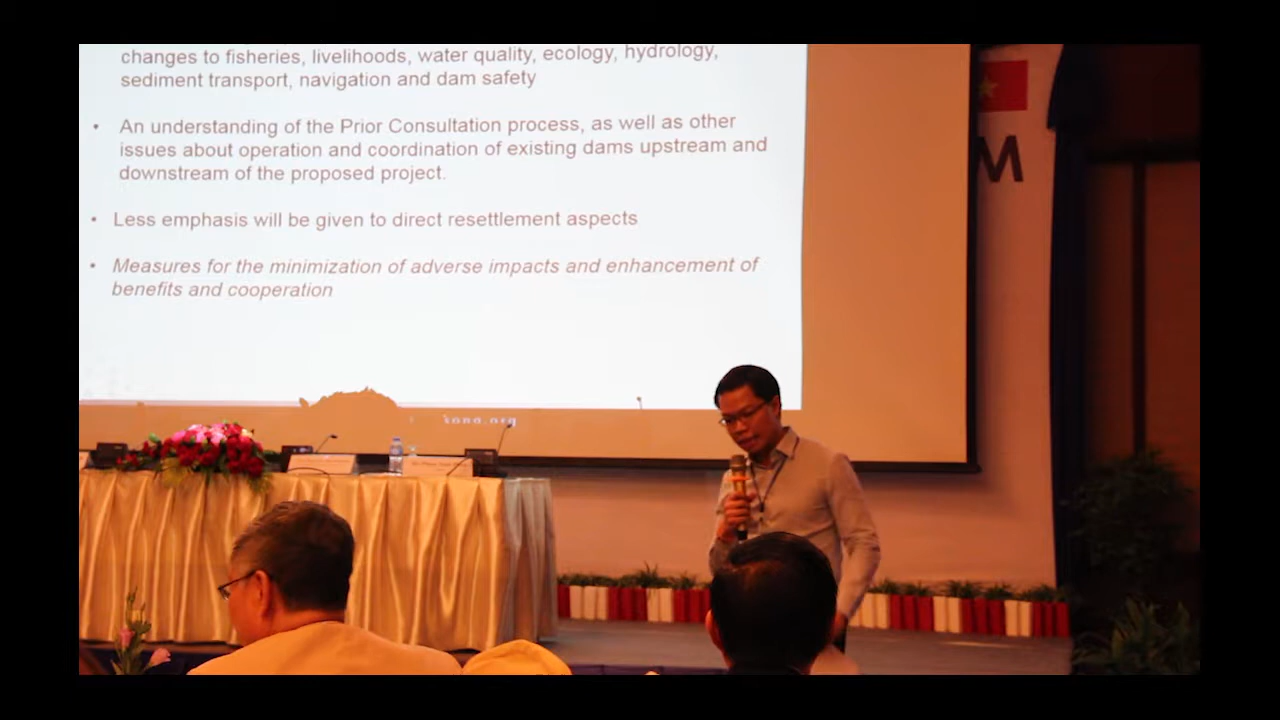 changes to fisheries, livelihoods, water quality, ecology, hydrology,
sediment transport, navigation and dam safety
• An understanding of the Prior Consultation process, as well as other
issues about operation and coordination of existing dams upstream and
downstream of the proposed project.
• Less emphasis will be given to direct resettlement aspects
• Measures for the minimization of adverse impacts and enhancement of
benefits and cooperation
M